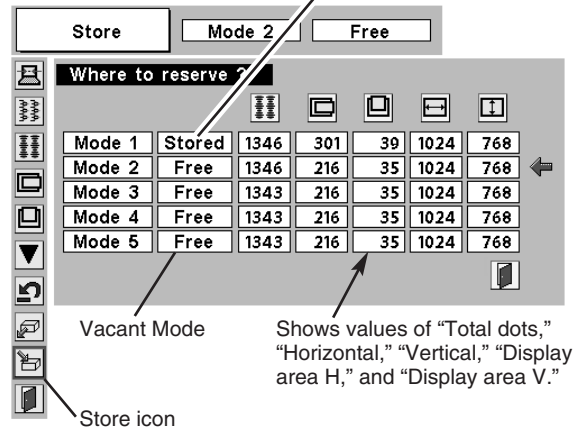 Store Mode 2 Free
Where to reserve ?
Mode 1 Stored 1346 301 39 1024 768
Mode 2 Free 1346 216 35 1024 768
Mode 3 Free 1343 216 35 1024 768
Mode 4 Free 1343 216 35 1024 768
Mode 5 Free 1343 216 35 1024 768
Vacant Mode
Shows values of “Total dots,”
“Horizontal,” “Vertical,” “Display
area H,” and “Display area V.”
Store icon